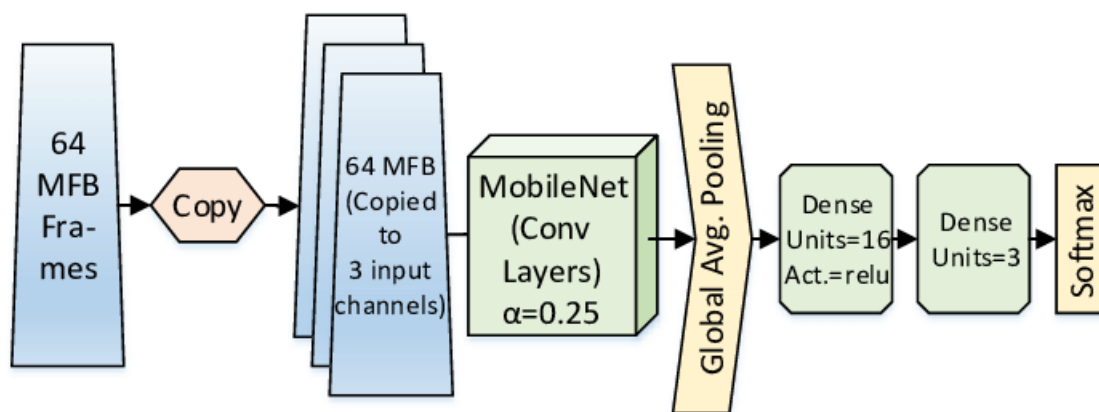 64
MFB
Fra-
mes
Copy
64 MFB
(Copied
to
3 input
channels)
MobileNet
(Conv
Layers)
α=0.25
Global Avg. Pooling
Dense
Units=16
Act.=relu
Dense
Units=3
Softmax